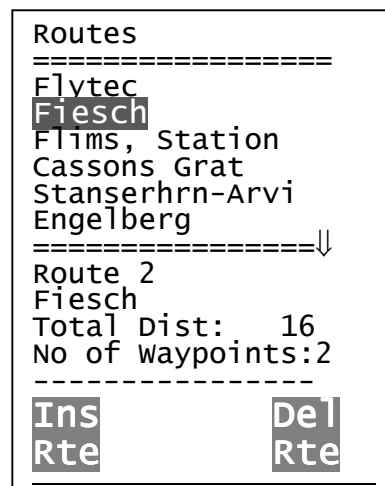 Routes
=================
Flytec
Fiesch
Flims, Station
Cassons Grat
Stanserhrn-Arvi
Engelberg
================⇓
Route 2
Fiesch
Total Dist: 16
No of Waypoints:2
----------------
Ins Del
Rte Rte